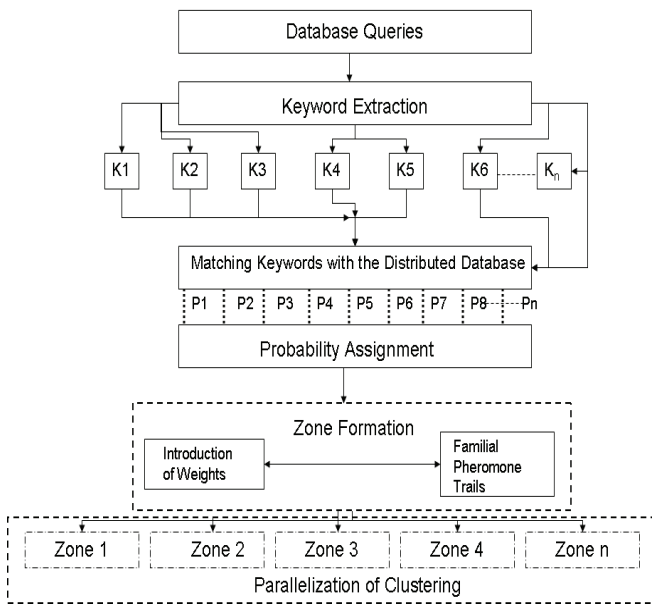 Database Queries
Keyword Extraction
K1 K2 K3 K4 K5 K6 Kn
Matching Keywords with the Distributed Database
P1 P2 P3 P4 P5 P6 P7 P8 Pn
Probability Assignment
Zone Formation
Introduction
of Weights
Familial
Pheromone
Trails
Zone 1 Zone 2 Zone 3 Zone 4 Zone n
Parallelization of Clustering